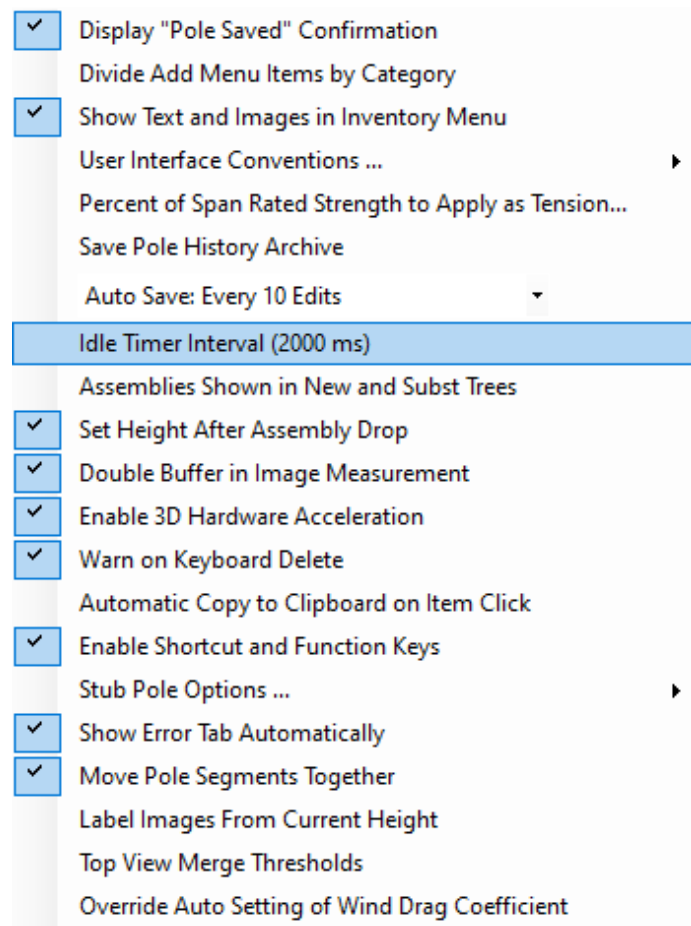 Display "Pole Saved" Confirmation
Divide Add Menu Items by Category
Show Text and Images in Inventory Menu
User Interface Conventions ...
Percent of Span Rated Strength to Apply as Tension...
Save Pole History Archive
Auto Save: Every 10 Edits
Idle Timer Interval (2000 ms)
Assemblies Shown in New and Subst Trees
Set Height After Assembly Drop
Double Buffer in Image Measurement
Enable 3D Hardware Acceleration
Warn on Keyboard Delete
Automatic Copy to Clipboard on Item Click
Enable Shortcut and Function Keys
Stub Pole Options ...
Show Error Tab Automatically
Move Pole Segments Together
Label Images From Current Height
Top View Merge Thresholds
Override Auto Setting of Wind Drag Coefficient